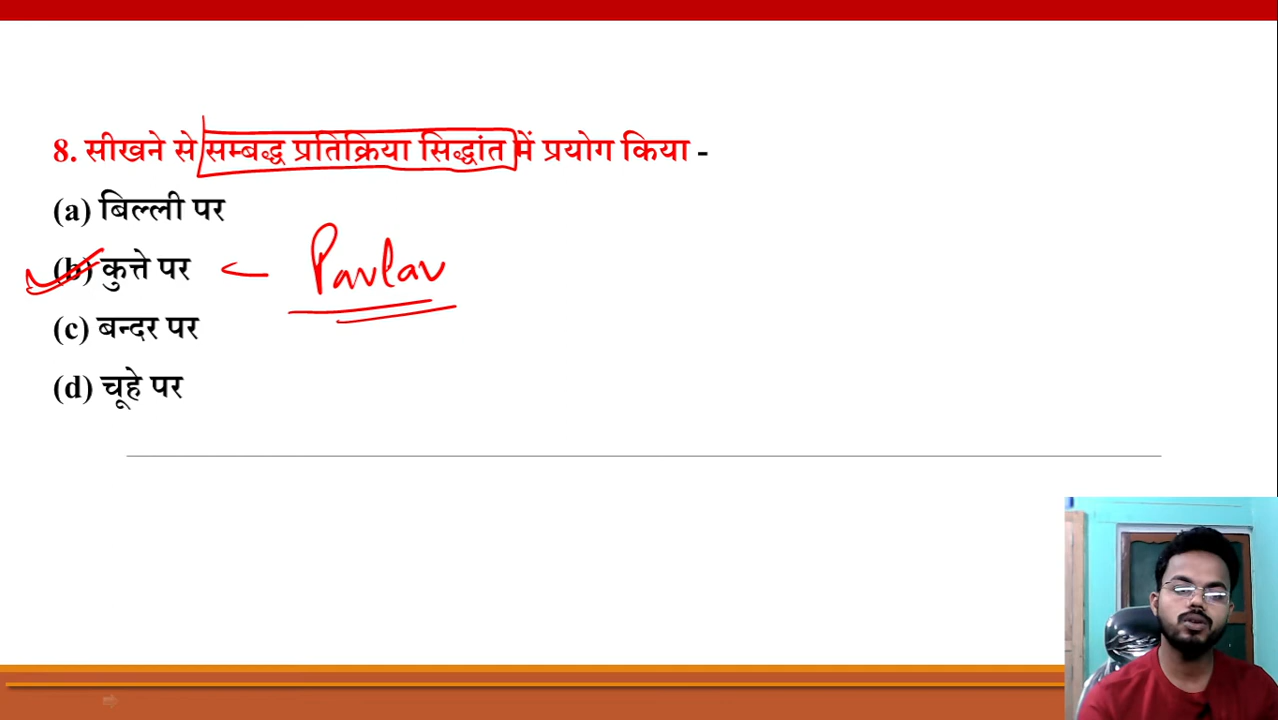 8. सीखने से सम्बद्ध प्रतिक्रिया सिद्धांत में प्रयोग किया -
(a) बिल्ली पर
(b) कुत्ते पर
Pavlav
(c) बन्दर पर
(d) चूहे पर